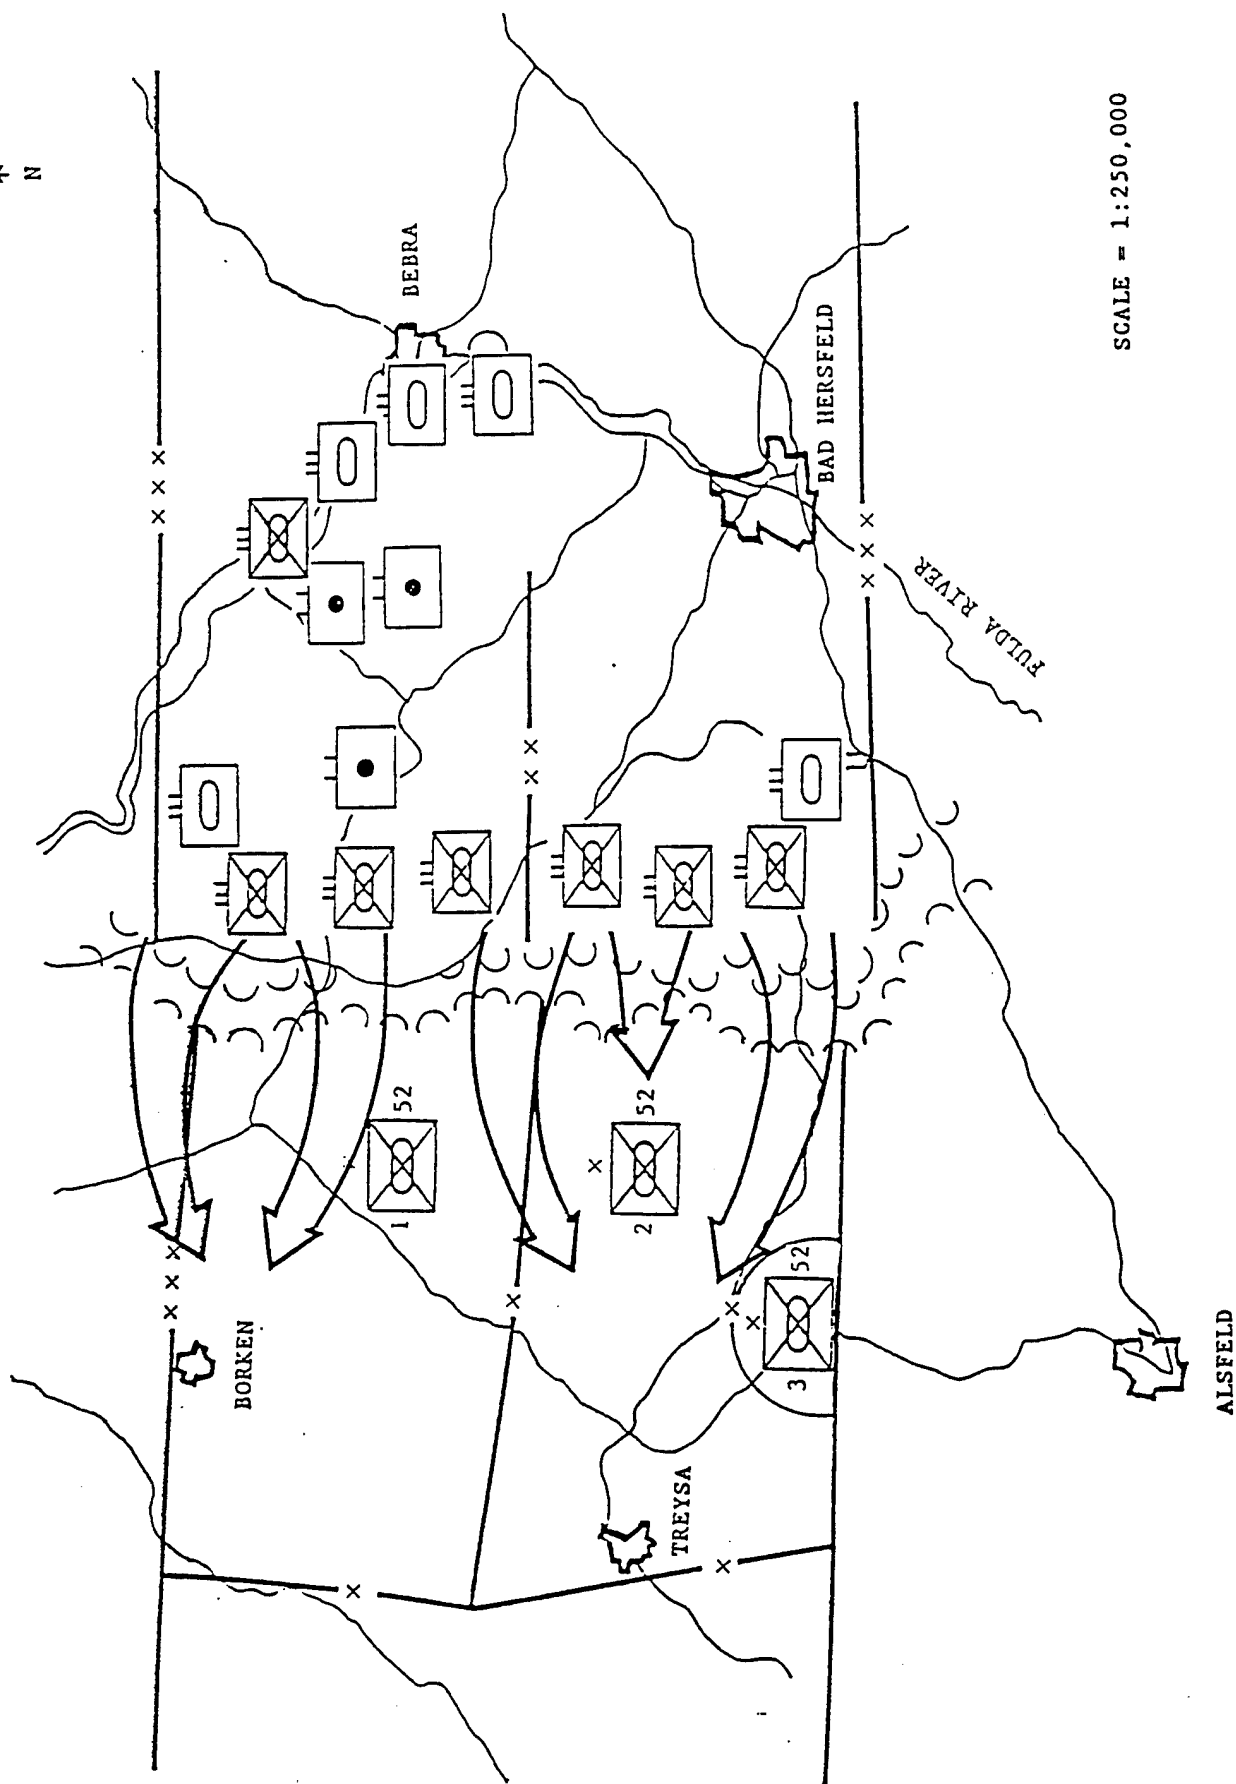 N
BEBRA
BAD HERSFELD
FULDA RIVER
SCALE = 1:250,000
1 52
2 52
3 52
BORKEN
TREYSA
ALSFELD